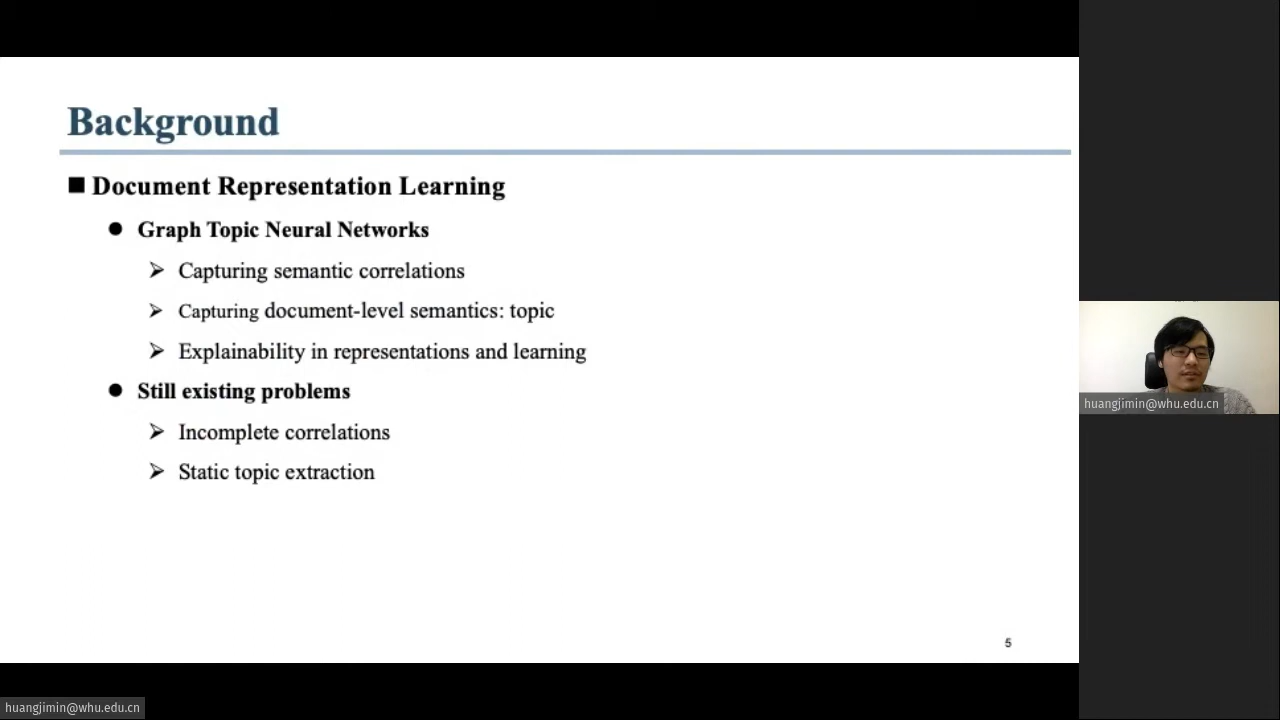 Background
Document Representation Learning
Graph Topic Neural Networks
Capturing semantic correlations
Capturing document-level semantics: topic
Explainability in representations and learning
Still existing problems
Incomplete correlations
Static topic extraction
5
huangjimin@whu.edu.cn
huangjimin@whu.edu.cn